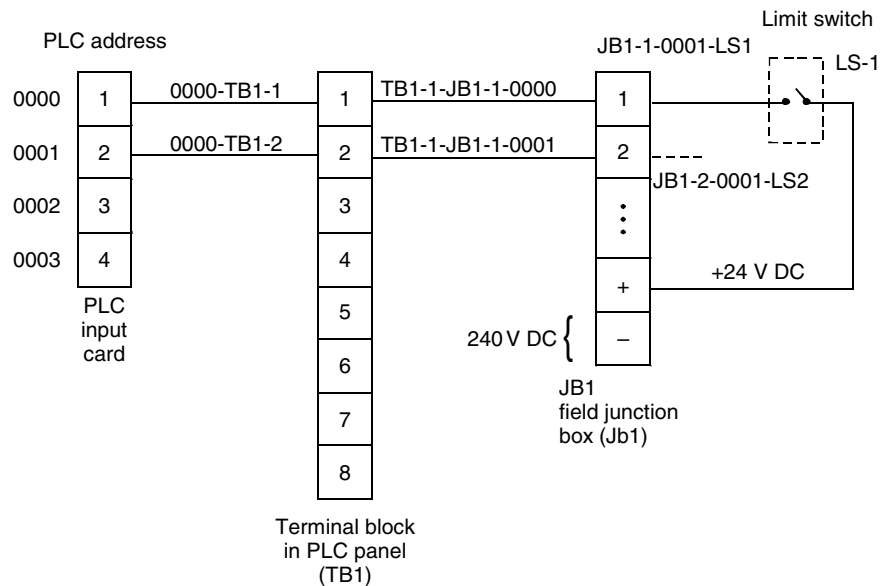 Limit switch
PLC address
JB1-1-0001-LS1
LS-1
0000
1
0000-TB1-1
1
TB1-1-JB1-1-0000
1
0001
2
0000-TB1-2
2
TB1-1-JB1-1-0001
2
JB1-2-0001-LS2
0002
3
3
0003
4
4
+24 V DC
+
PLC
input
card
5
240 V DC {
–
6
JB1
field junction
box (Jb1)
7
8
Terminal block
in PLC panel
(TB1)